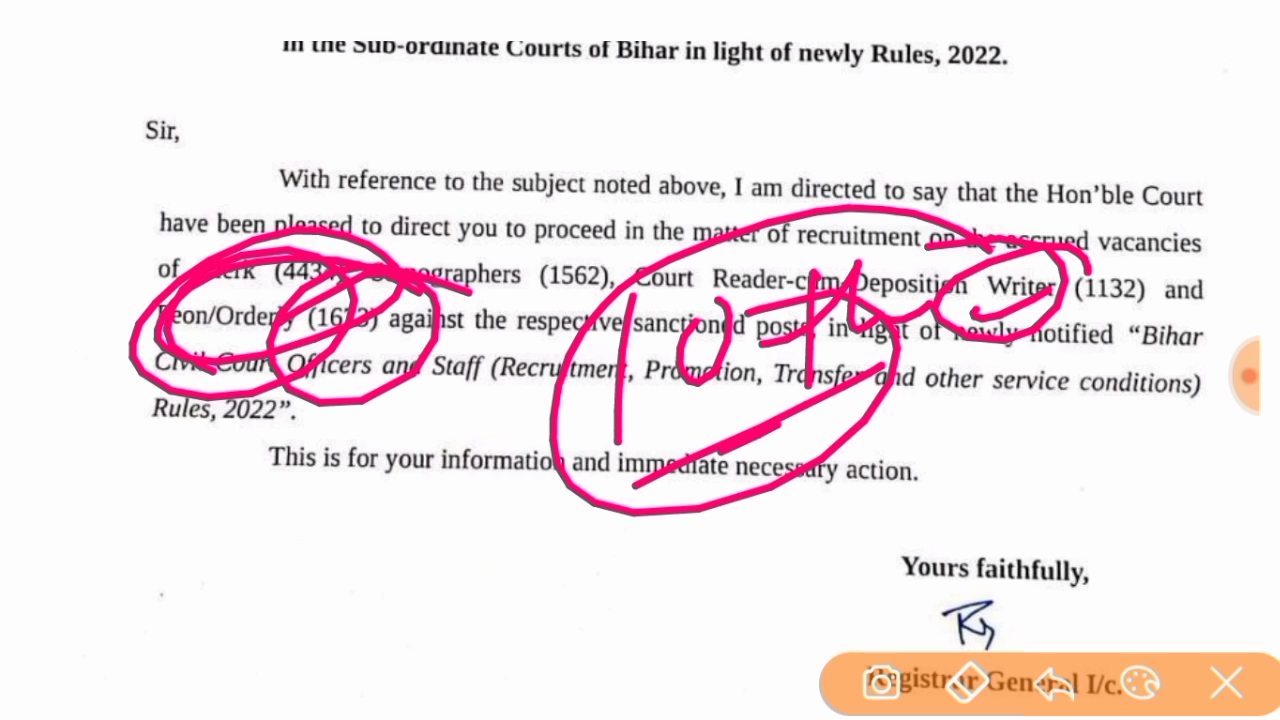 in the Sub-ordinate Courts of Bihar in light of newly Rules, 2022.
Sir,
With reference to the subject noted above, I am directed to say that the Hon’ble Court
have been pleased to direct you to proceed in the matter of recruitment on the accrued vacancies
of Clerk (443 Stenographers (1562), Court Reader-cum-Deposition Writer (1132) and
Peon/Orderly (1673) against the respective sanctioned posts in light of newly notified “Bihar
Civil Court Officers and Staff (Recruitment, Promotion, Transfer and other service conditions)
Rules, 2022”.
10th
This is for your information and immediate necessary action.
Yours faithfully,
Registrar General I/c.